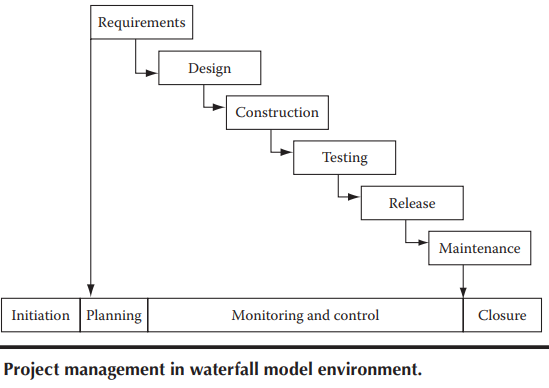 Requirements
Design
Construction
Testing
Release
Maintenance
Initiation
Planning
Monitoring and control
Closure
Project management in waterfall model environment.